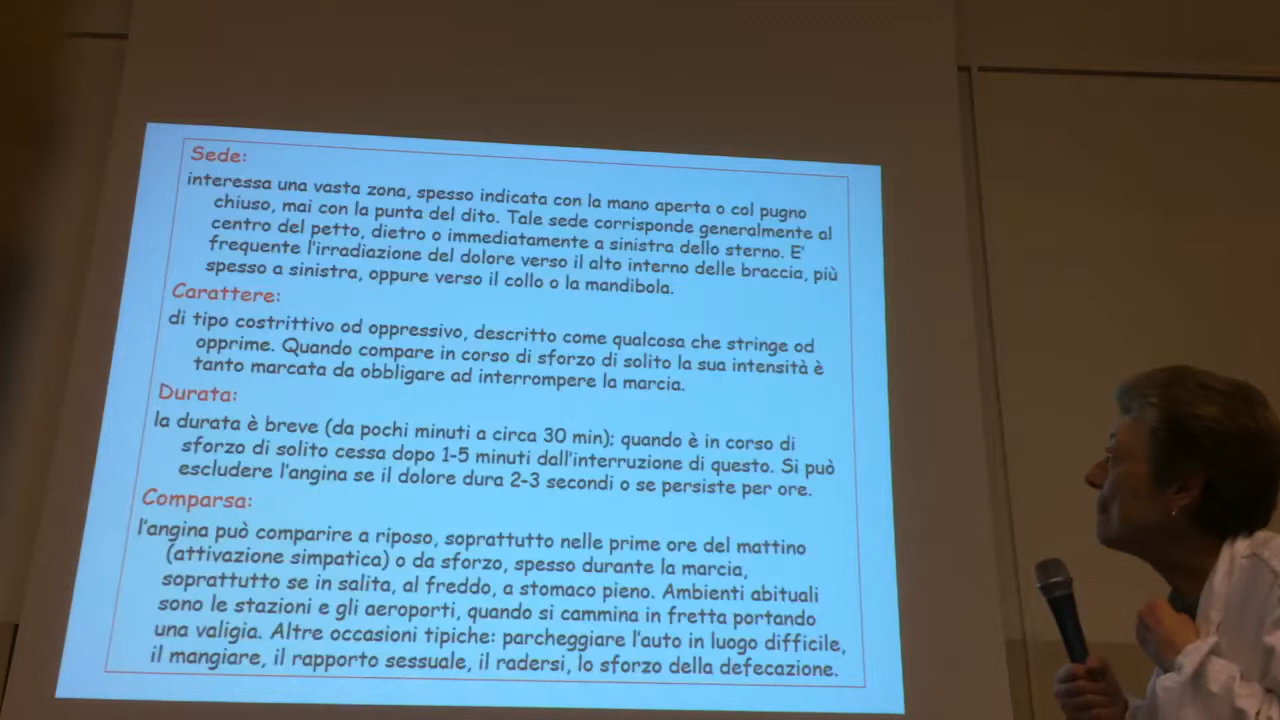 Sede:
interessa una vasta zona, spesso indicata con la mano aperta o col pugno
chiuso, mai con la punta del dito. Tale sede corrisponde generalmente al
centro del petto, dietro o immediatamente a sinistra dello sterno. E'
frequente l'irradiazione del dolore verso il alto interno delle braccia, più
spesso a sinistra, oppure verso il collo o la mandibola.
Carattere:
di tipo costrittivo od oppressivo, descritto come qualcosa che stringe od
opprime. Quando compare in corso di sforzo di solito la sua intensità è
tanto marcata da obbligare ad interrompere la marcia.
Durata:
la durata è breve (da pochi minuti a circa 30 min): quando è in corso di
sforzo di solito cessa dopo 1-5 minuti dall'interruzione di questo. Si può
escludere l'angina se il dolore dura 2-3 secondi o se persiste per ore.
Comparsa:
l'angina può comparire a riposo, soprattutto nelle prime ore del mattino
(attivazione simpatica) o da sforzo, spesso durante la marcia,
soprattutto se in salita, al freddo, a stomaco pieno. Ambienti abituali
sono le stazioni e gli aeroporti, quando si cammina in fretta portando
una valigia. Altre occasioni tipiche: parcheggiare l'auto in luogo difficile,
il mangiare, il rapporto sessuale, il radersi, lo sforzo della defecazione.